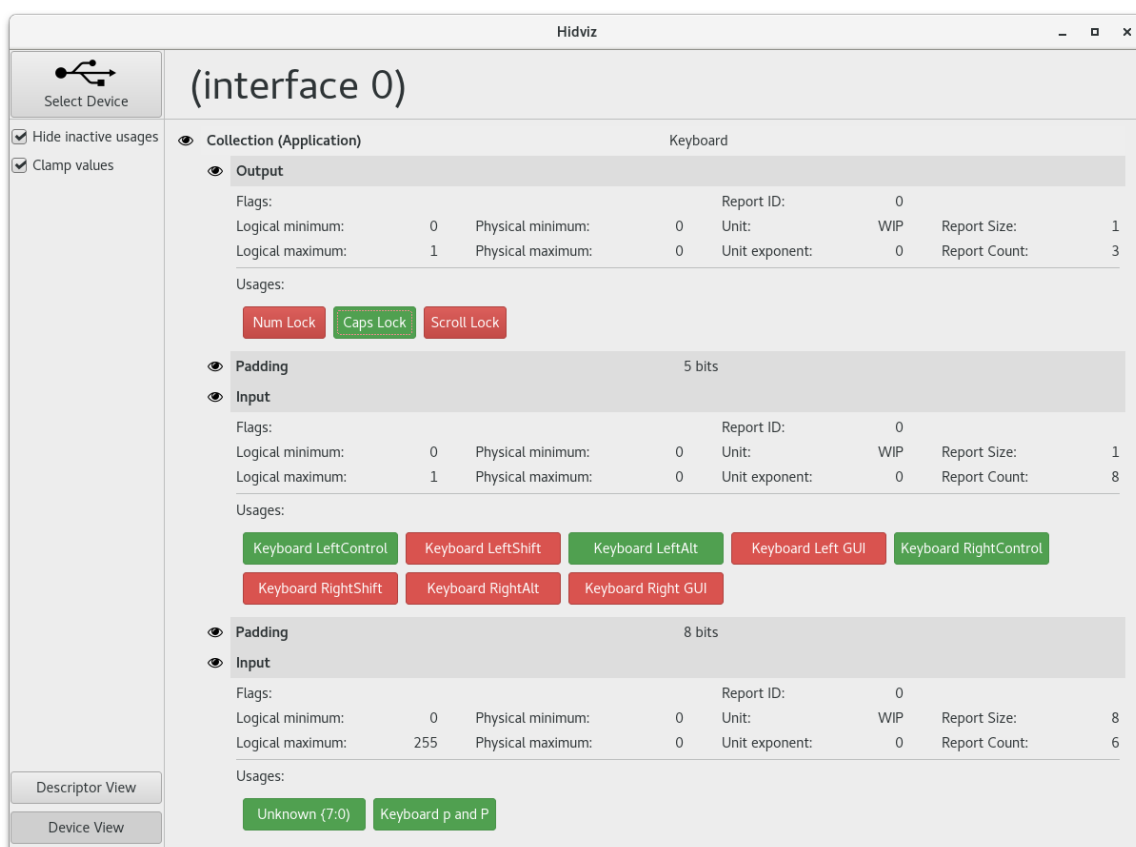 Hidviz
Select Device
(interface 0)
Hide inactive usages
Clamp values
Collection (Application) Keyboard
Output
Flags: Report ID: 0
Logical minimum: 0 Physical minimum: 0 Unit: WIP Report Size: 1
Logical maximum: 1 Physical maximum: 0 Unit exponent: 0 Report Count: 3
Usages:
Num Lock Caps Lock Scroll Lock
Padding 5 bits
Input
Flags: Report ID: 0
Logical minimum: 0 Physical minimum: 0 Unit: WIP Report Size: 1
Logical maximum: 1 Physical maximum: 0 Unit exponent: 0 Report Count: 8
Usages:
Keyboard LeftControl Keyboard LeftShift Keyboard LeftAlt Keyboard Left GUI Keyboard RightControl
Keyboard RightShift Keyboard RightAlt Keyboard Right GUI
Padding 8 bits
Input
Flags: Report ID: 0
Logical minimum: 0 Physical minimum: 0 Unit: WIP Report Size: 8
Logical maximum: 255 Physical maximum: 0 Unit exponent: 0 Report Count: 6
Usages:
Unknown {7:0} Keyboard p and P
Descriptor View
Device View